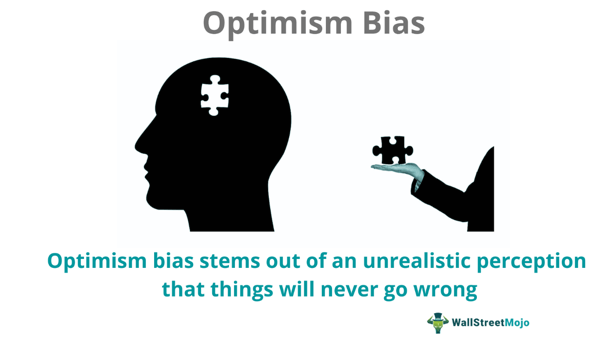 Optimism Bias
Optimism bias stems out of an unrealistic perception
that things will never go wrong
WallStreetMojo